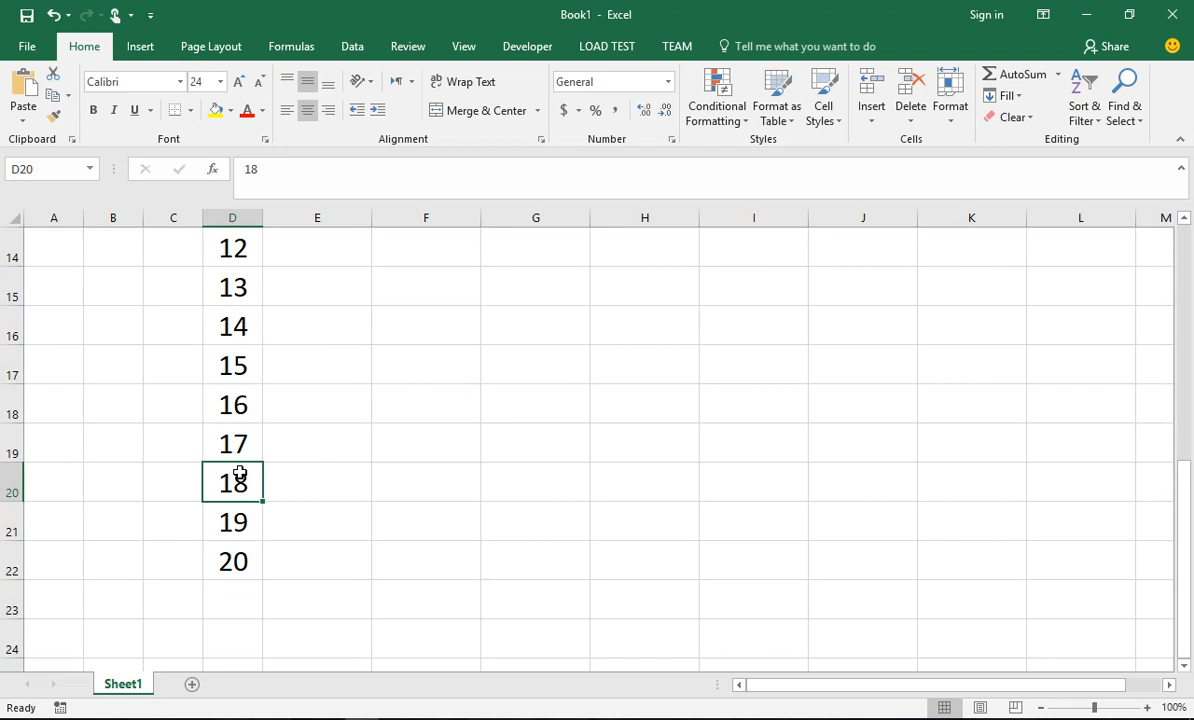 Book1 - Excel
Sign in
File Home Insert Page Layout Formulas Data Review View Developer LOAD TEST TEAM Tell me what you want to do Share
Paste
Calibri 24
B I U A
Wrap Text
Merge & Center
General
$ % ,
Conditional Formatting
Format as Table
Cell Styles
Insert
Delete
Format
AutoSum
Fill
Clear
Sort & Filter
Find & Select
Clipboard Font Alignment Number Styles Cells Editing
D20 fx 18
A B C D E F G H I J K L M
14 12
15 13
16 14
17 15
18 16
19 17
20 18
21 19
22 20
23
24
Sheet1
Ready 100%